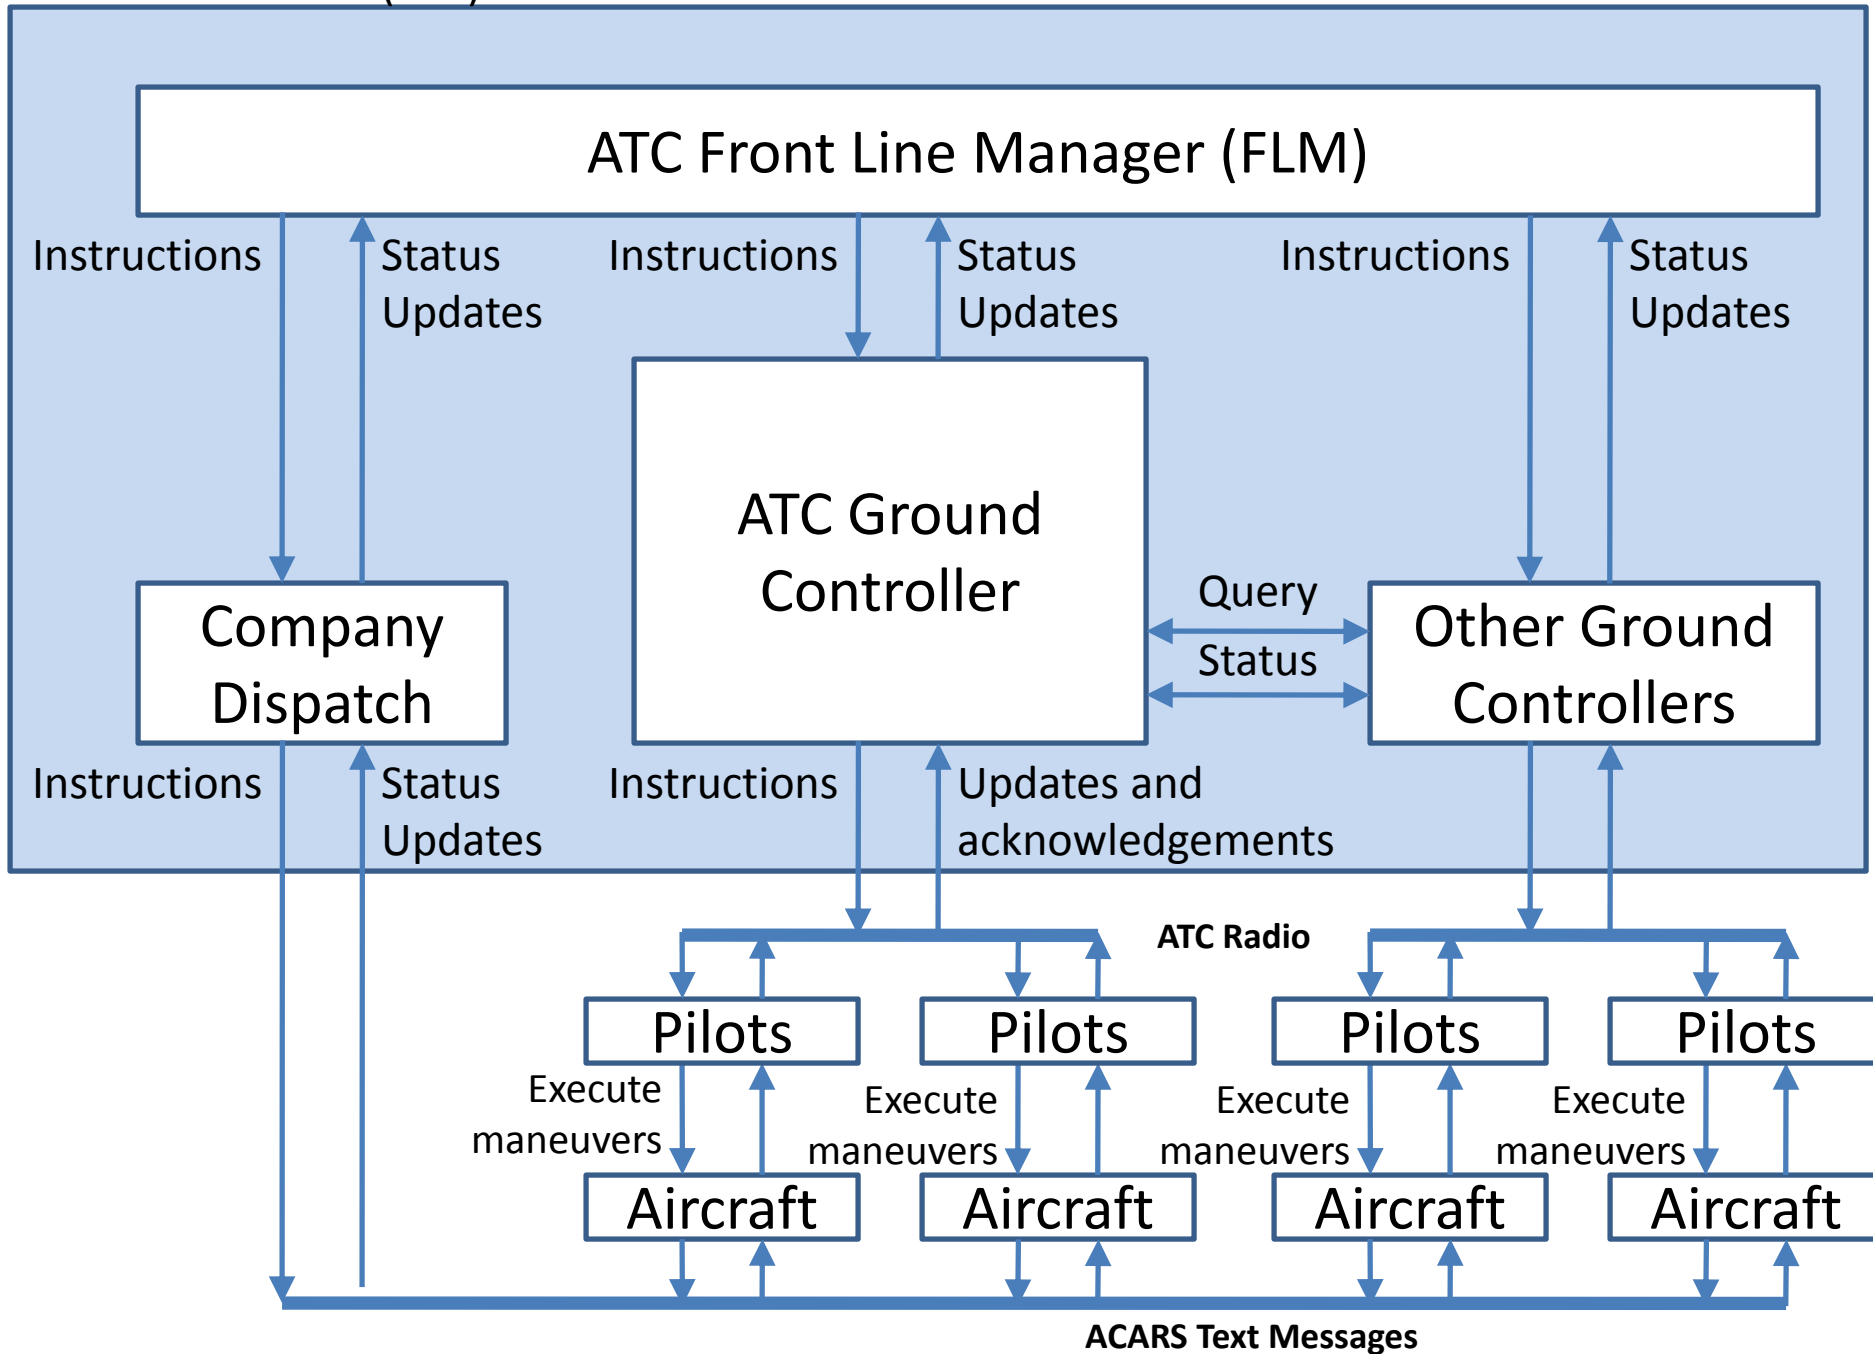 ATC Front Line Manager (FLM)
Instructions
Status
Updates
Instructions
Status
Updates
Instructions
Status
Updates
ATC Ground
Controller
Company
Dispatch
Query
Status
Other Ground
Controllers
Instructions
Status
Updates
Instructions
Updates and
acknowledgements
ATC Radio
Pilots
Pilots
Pilots
Pilots
Execute
maneuvers
Execute
maneuvers
Execute
maneuvers
Execute
maneuvers
Aircraft
Aircraft
Aircraft
Aircraft
ACARS Text Messages